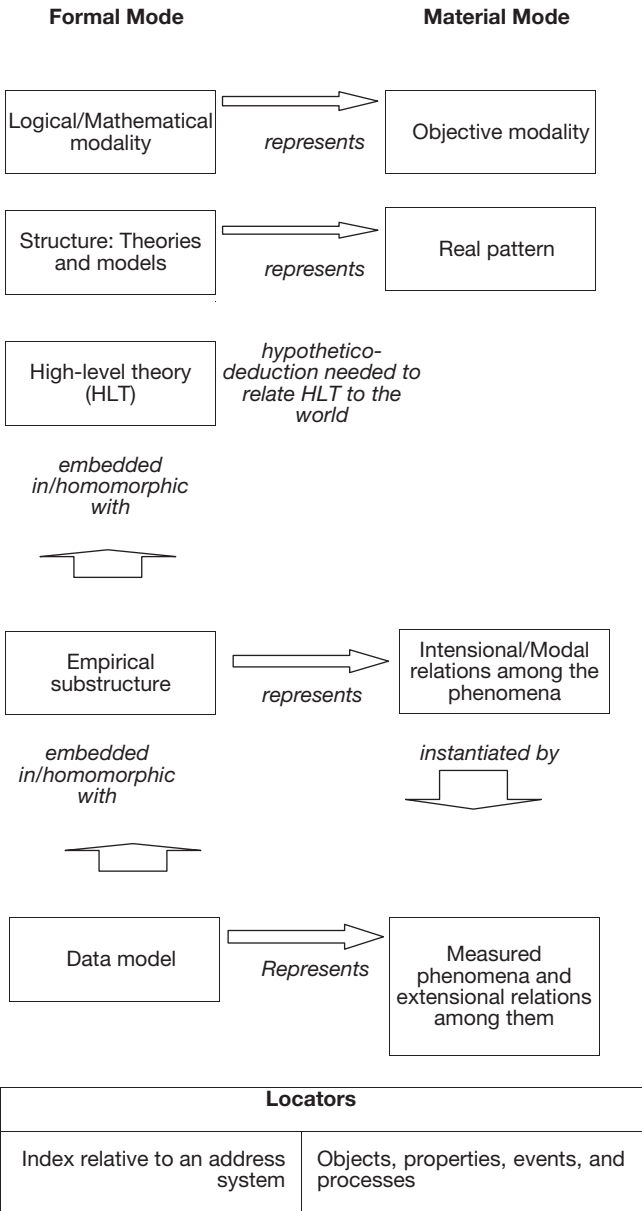 Formal Mode
Material Mode
Logical/Mathematical
modality
represents
Objective modality
Structure: Theories
and models
represents
Real pattern
High-level theory
(HLT)
hypothetico-
deduction needed to
relate HLT to the
world
embedded
in/homomorphic
with
Empirical
substructure
represents
Intensional/Modal
relations among the
phenomena
embedded
in/homomorphic
with
instantiated by
Data model
Represents
Measured
phenomena and
extensional relations
among them
Locators
Index relative to an address
system
Objects, properties, events, and
processes